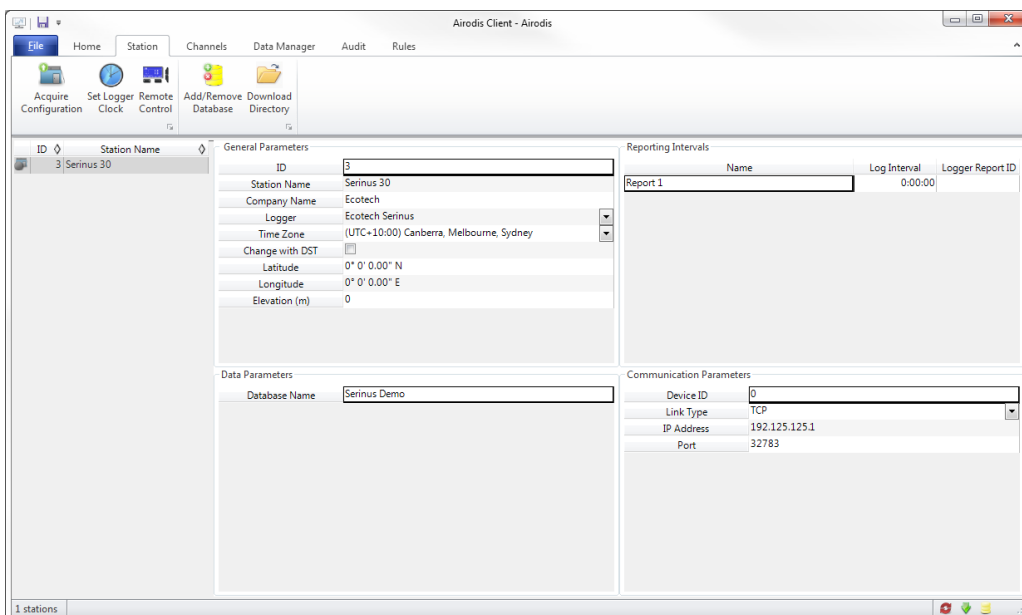 Airodis Client - Airodis
File Home Station Channels Data Manager Audit Rules
Acquire Configuration
Set Logger Clock
Remote Control
Add/Remove Database
Download Directory
ID Station Name
3 Serinus 30
General Parameters
ID 3
Station Name Serinus 30
Company Name Ecotech
Logger Ecotech Serinus
Time Zone (UTC+10:00) Canberra, Melbourne, Sydney
Change with DST
Latitude 0° 0' 0.00" N
Longitude 0° 0' 0.00" E
Elevation (m) 0
Reporting Intervals
Name Log Interval Logger Report ID
Report 1 0:00:00
Data Parameters
Database Name Serinus Demo
Communication Parameters
Device ID 0
Link Type TCP
IP Address 192.125.125.1
Port 32783
1 stations